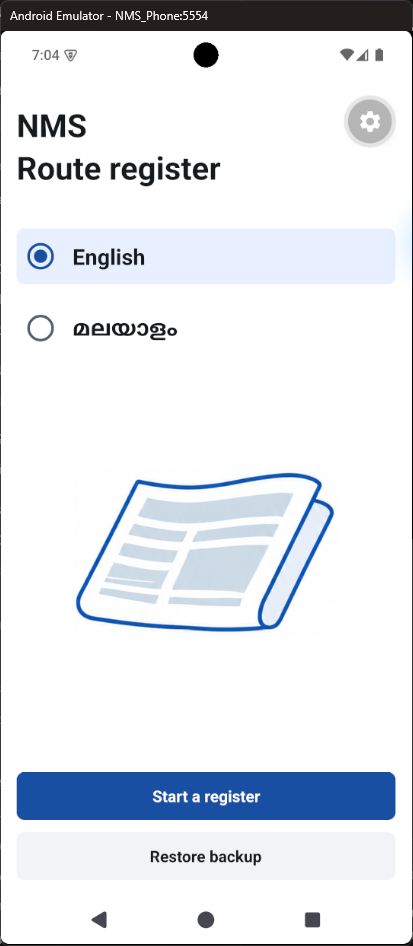 Android Emulator - NMS_Phone:5554
7:04
NMS
Route register
English
മലയാളം
Start a register
Restore backup